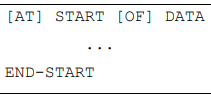 [AT] START [OF] DATA
...
END-START